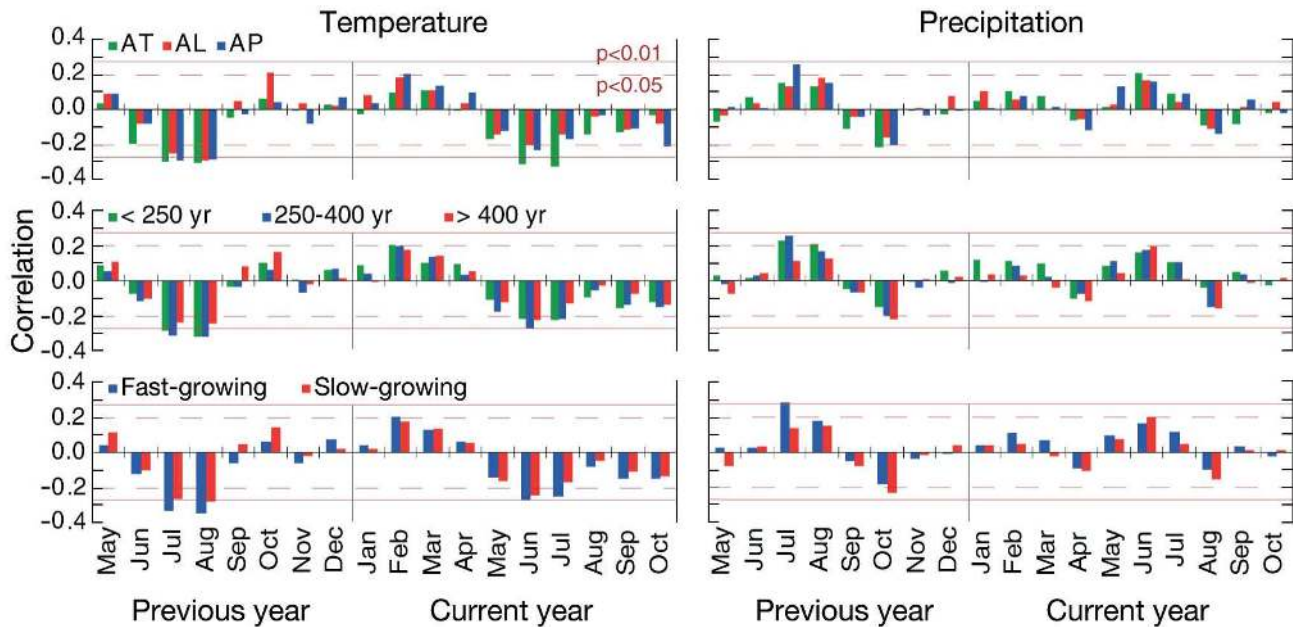 Temperature
Precipitation
0.4
AT AL AP
p<0.01
0.2
p<0.05
0.0
−0.2
−0.4
0.4
< 250 yr 250-400 yr > 400 yr
0.2
0.0
−0.2
−0.4
Correlation
0.4
Fast-growing Slow-growing
0.2
0.0
−0.2
−0.4
May Jun Jul Aug Sep Oct Nov Dec Jan Feb Mar Apr May Jun Jul Aug Sep Oct
May Jun Jul Aug Sep Oct Nov Dec Jan Feb Mar Apr May Jun Jul Aug Sep Oct
Previous year Current year
Previous year Current year